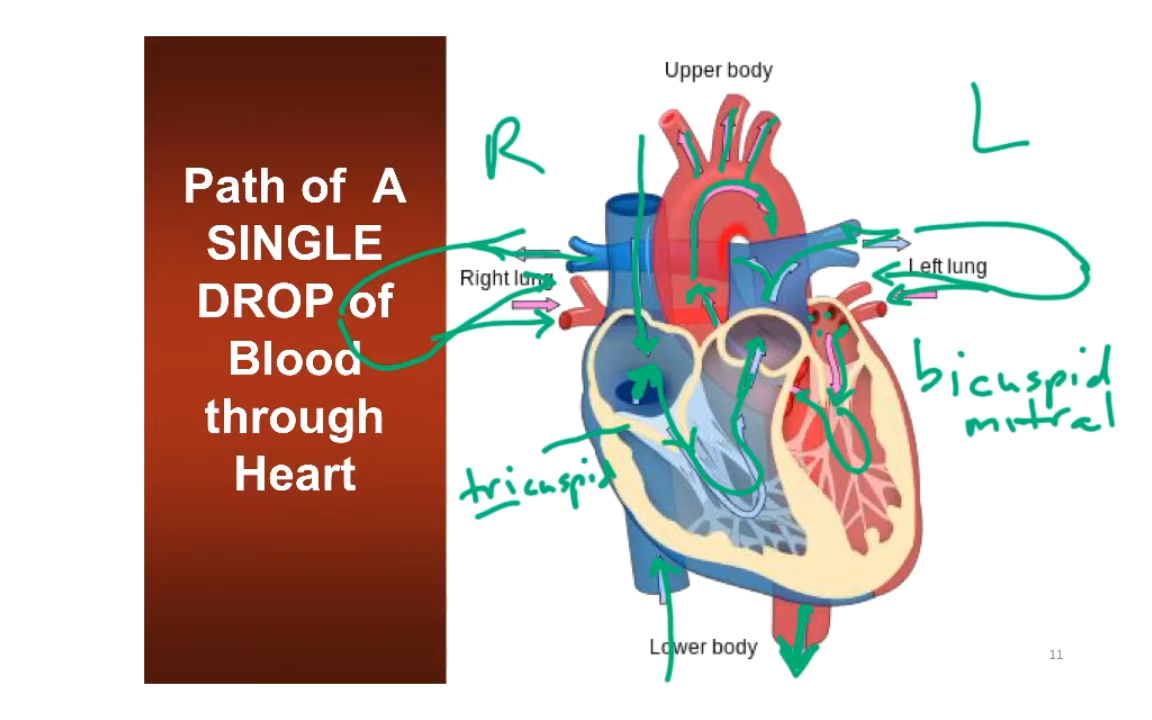 Path of A
SINGLE
DROP of
Blood
through
Heart
Upper body
R
L
Right lung
Left lung
bicuspid
mitral
tricuspid
Lower body
11